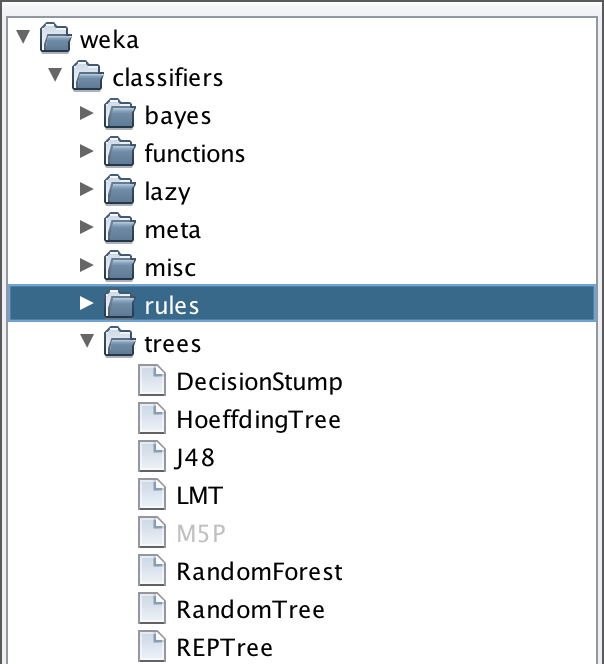 weka
classifiers
bayes
functions
lazy
meta
misc
rules
trees
DecisionStump
HoeffdingTree
J48
LMT
M5P
RandomForest
RandomTree
REPTree